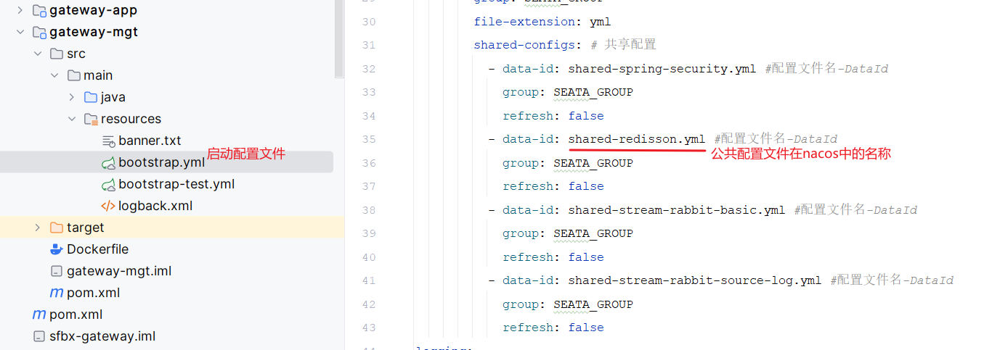 gateway-app
gateway-mgt
src
main
java
resources
banner.txt
bootstrap.yml 启动配置文件
bootstrap-test.yml
logback.xml
target
Dockerfile
gateway-mgt.iml
pom.xml
pom.xml
sfbx-gateway.iml
group: SEATA_GROUP
30 file-extension: yml
31 shared-configs: # 共享配置
32 - data-id: shared-spring-security.yml #配置文件名-DataId
33 group: SEATA_GROUP
34 refresh: false
35 - data-id: shared-redisson.yml #配置文件名-DataId
公共配置文件在nacos中的名称
36 group: SEATA_GROUP
37 refresh: false
38 - data-id: shared-stream-rabbit-basic.yml #配置文件名-DataId
39 group: SEATA_GROUP
40 refresh: false
41 - data-id: shared-stream-rabbit-source-log.yml #配置文件名-DataId
42 group: SEATA_GROUP
43 refresh: false